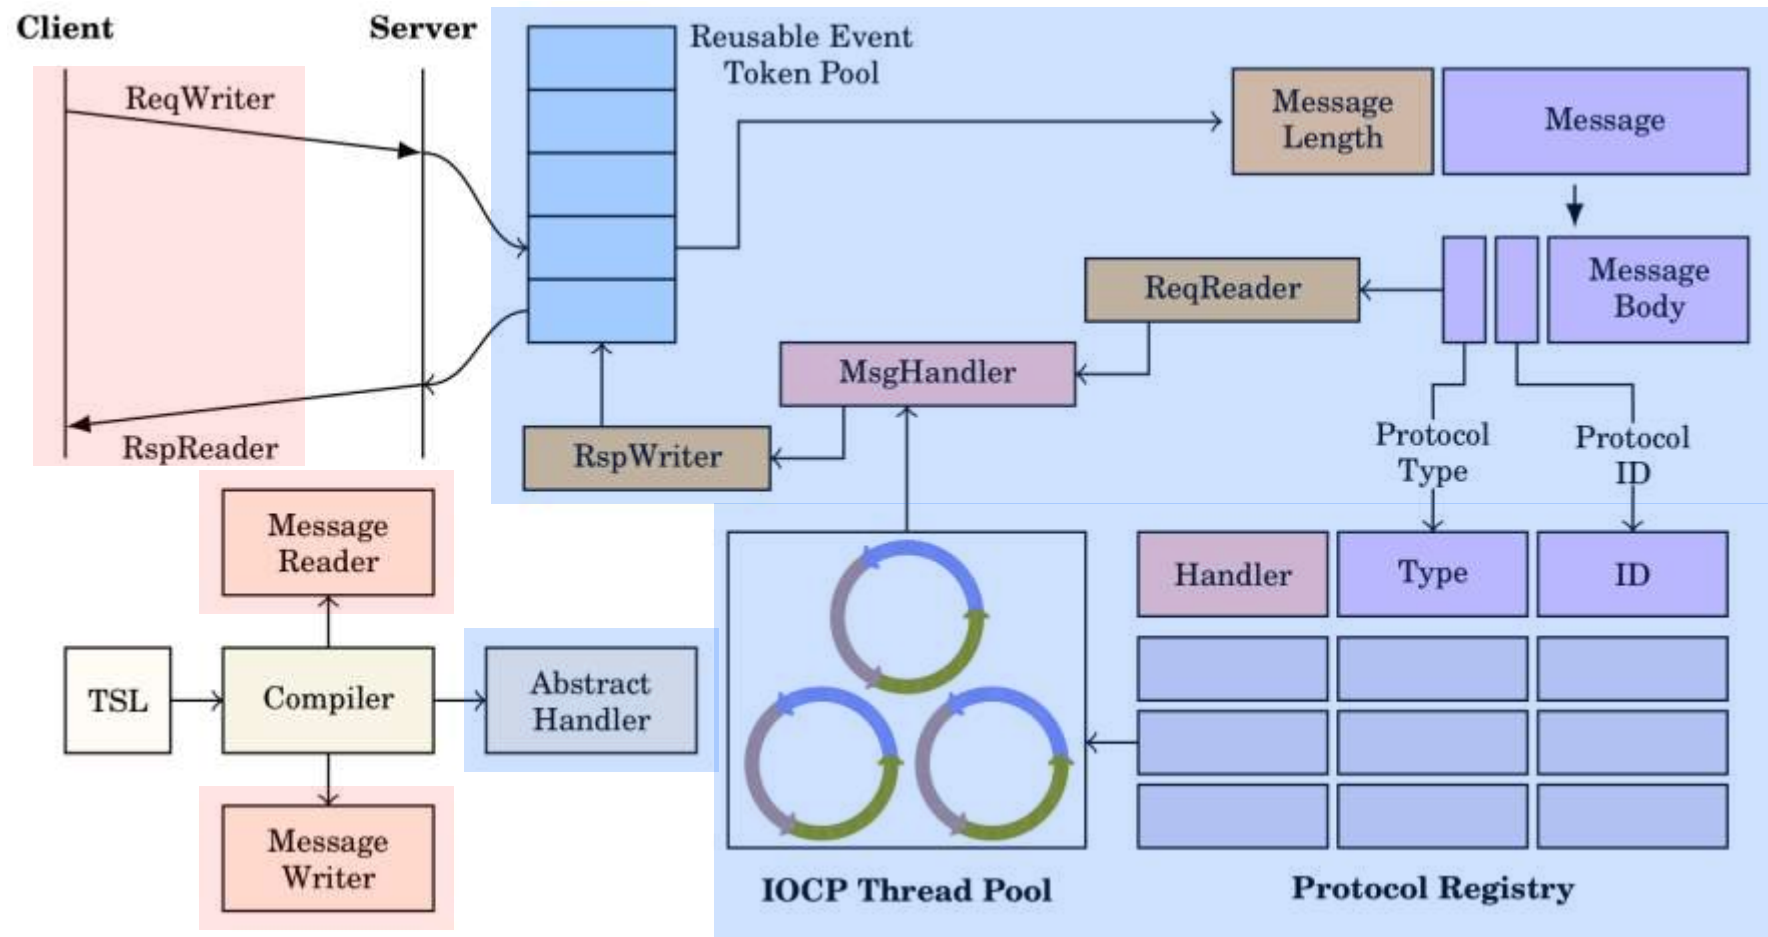 Client
Server
ReqWriter
RspReader
Reusable Event
Token Pool
Message
Length
Message
Message
Body
ReqReader
MsgHandler
RspWriter
Protocol
Type
Protocol
ID
Message
Reader
TSL
Compiler
Abstract
Handler
Message
Writer
Handler
Type
ID
IOCP Thread Pool
Protocol Registry